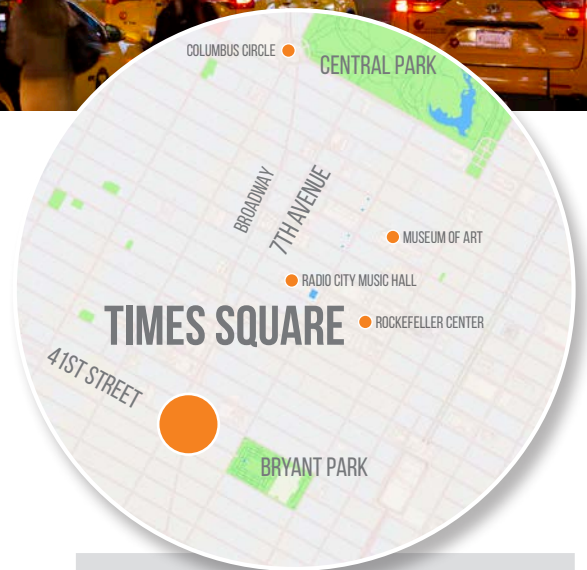 COLUMBUS CIRCLE
CENTRAL PARK
BROADWAY
7TH AVENUE
MUSEUM OF ART
RADIO CITY MUSIC HALL
TIMES SQUARE
ROCKEFELLER CENTER
41ST STREET
BRYANT PARK